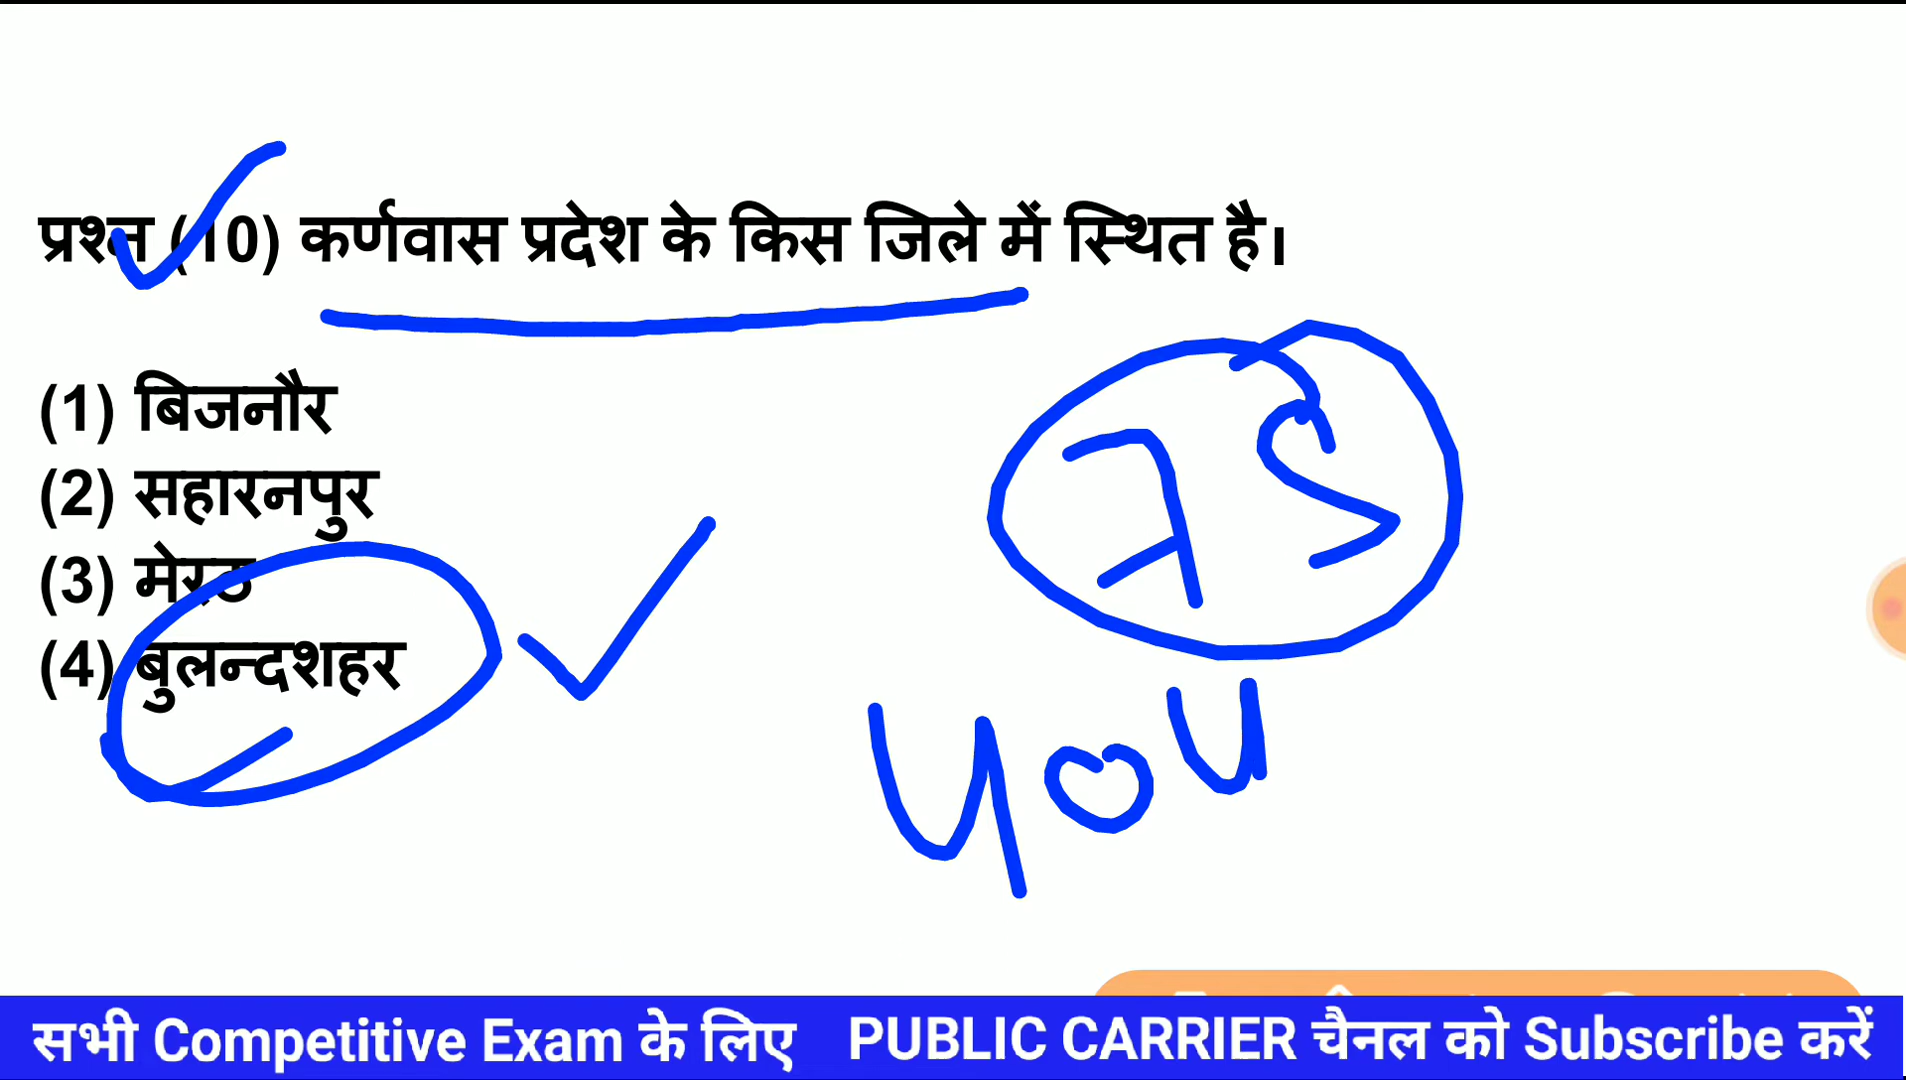 प्रश्न (10) कर्णवास प्रदेश के किस जिले में स्थित है।
(1) बिजनौर
(2) सहारनपुर
(3) मेरठ
(4) बुलन्दशहर
75
you
सभी Competitive Exam के लिए PUBLIC CARRIER चैनल को Subscribe करें